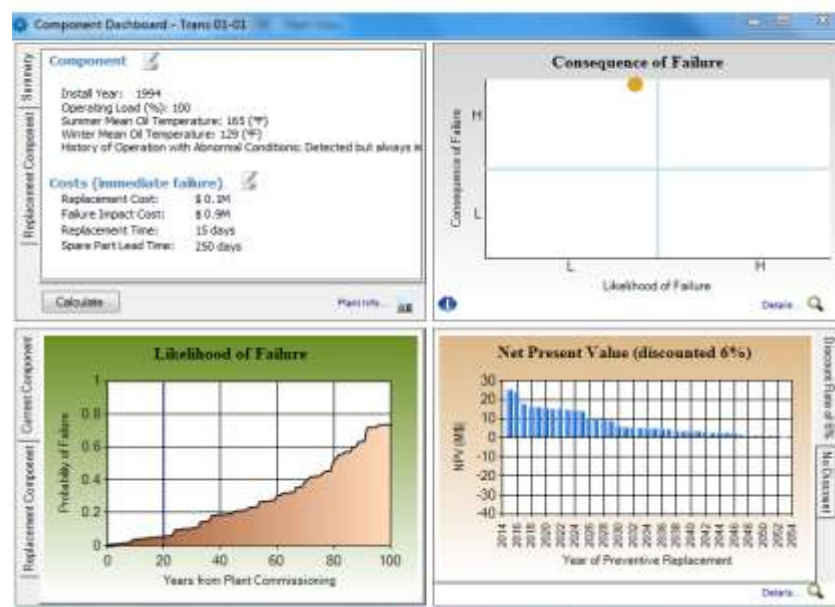 Component Dashboard - Trans 01-01
Summary
Replacement Component
Component
Install Year: 1994
Operating Load (%): 100
Summer Mean Oil Temperature: 165 (°F)
Winter Mean Oil Temperature: 129 (°F)
History of Operation with Abnormal Conditions: Detected but always
Costs (immediate failure)
Replacement Cost: $ 0.1M
Failure Impact Cost: $ 0.9M
Replacement Time: 15 days
Spare Part Lead Time: 250 days
Calculate
Plant Info...
Consequence of Failure
Consequence of Failure
H
L
L H
Likelihood of Failure
Details...
Current Component
Replacement Component
Likelihood of Failure
Probability of Failure
1
0.8
0.6
0.4
0.2
0
0 20 40 60 80 100
Years from Plant Commissioning
Net Present Value (discounted 6%)
NPV (M$)
30
20
10
0
-10
-20
-30
-40
2014 2016 2018 2020 2022 2024 2026 2028 2030 2032 2034 2036 2038 2040 2042 2044 2046 2048 2050 2052 2054
Year of Preventive Replacement
Discount Rate of 6%
No Discount
Details...